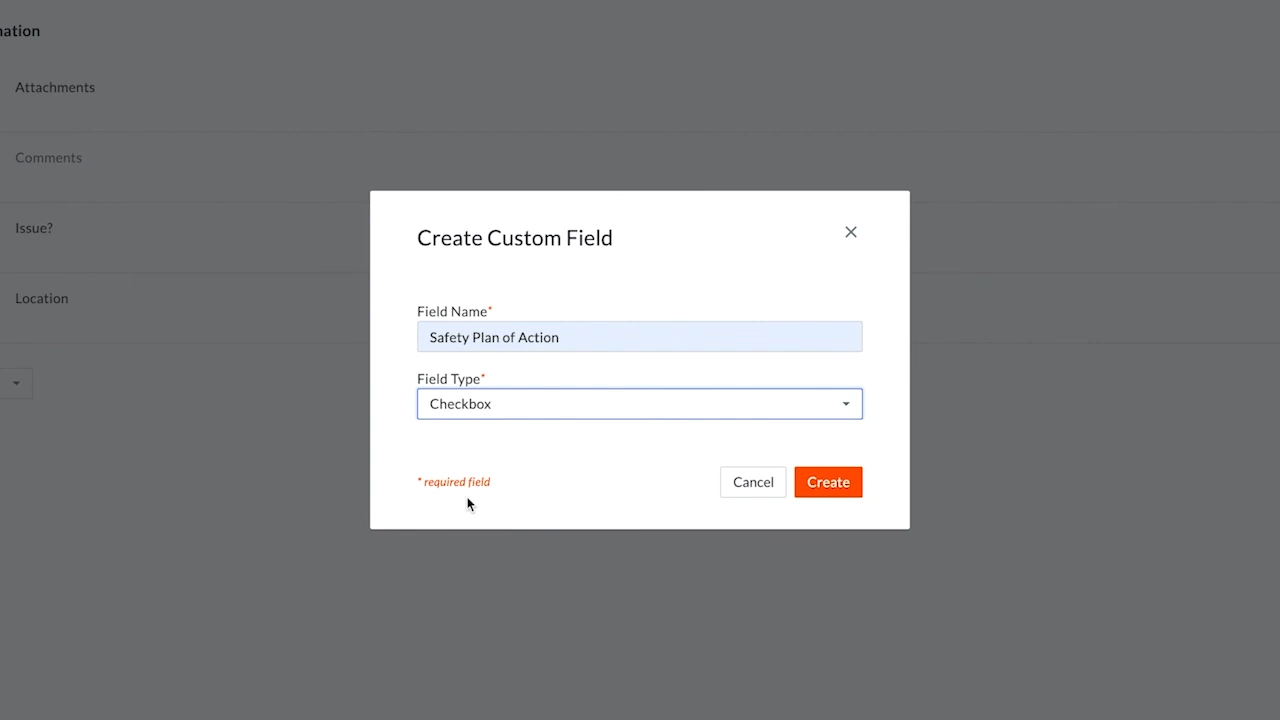 Attachments
Comments
Issue?
Location
Create Custom Field
Field Name*
Safety Plan of Action
Field Type*
Checkbox
* required field
Cancel
Create